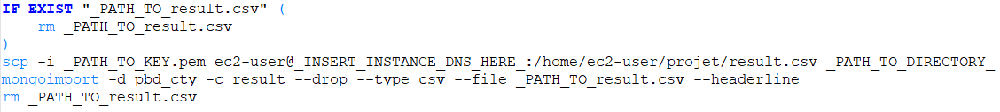 IF EXIST "_PATH_TO_result.csv" (
    rm _PATH_TO_result.csv
)
scp -i _PATH_TO_KEY.pem ec2-user@_INSERT_INSTANCE_DNS_HERE_:/home/ec2-user/projet/result.csv _PATH_TO_DIRECTORY_
mongoimport -d pbd_cty -c result --drop --type csv --file _PATH_TO_result.csv --headerline
rm _PATH_TO_result.csv